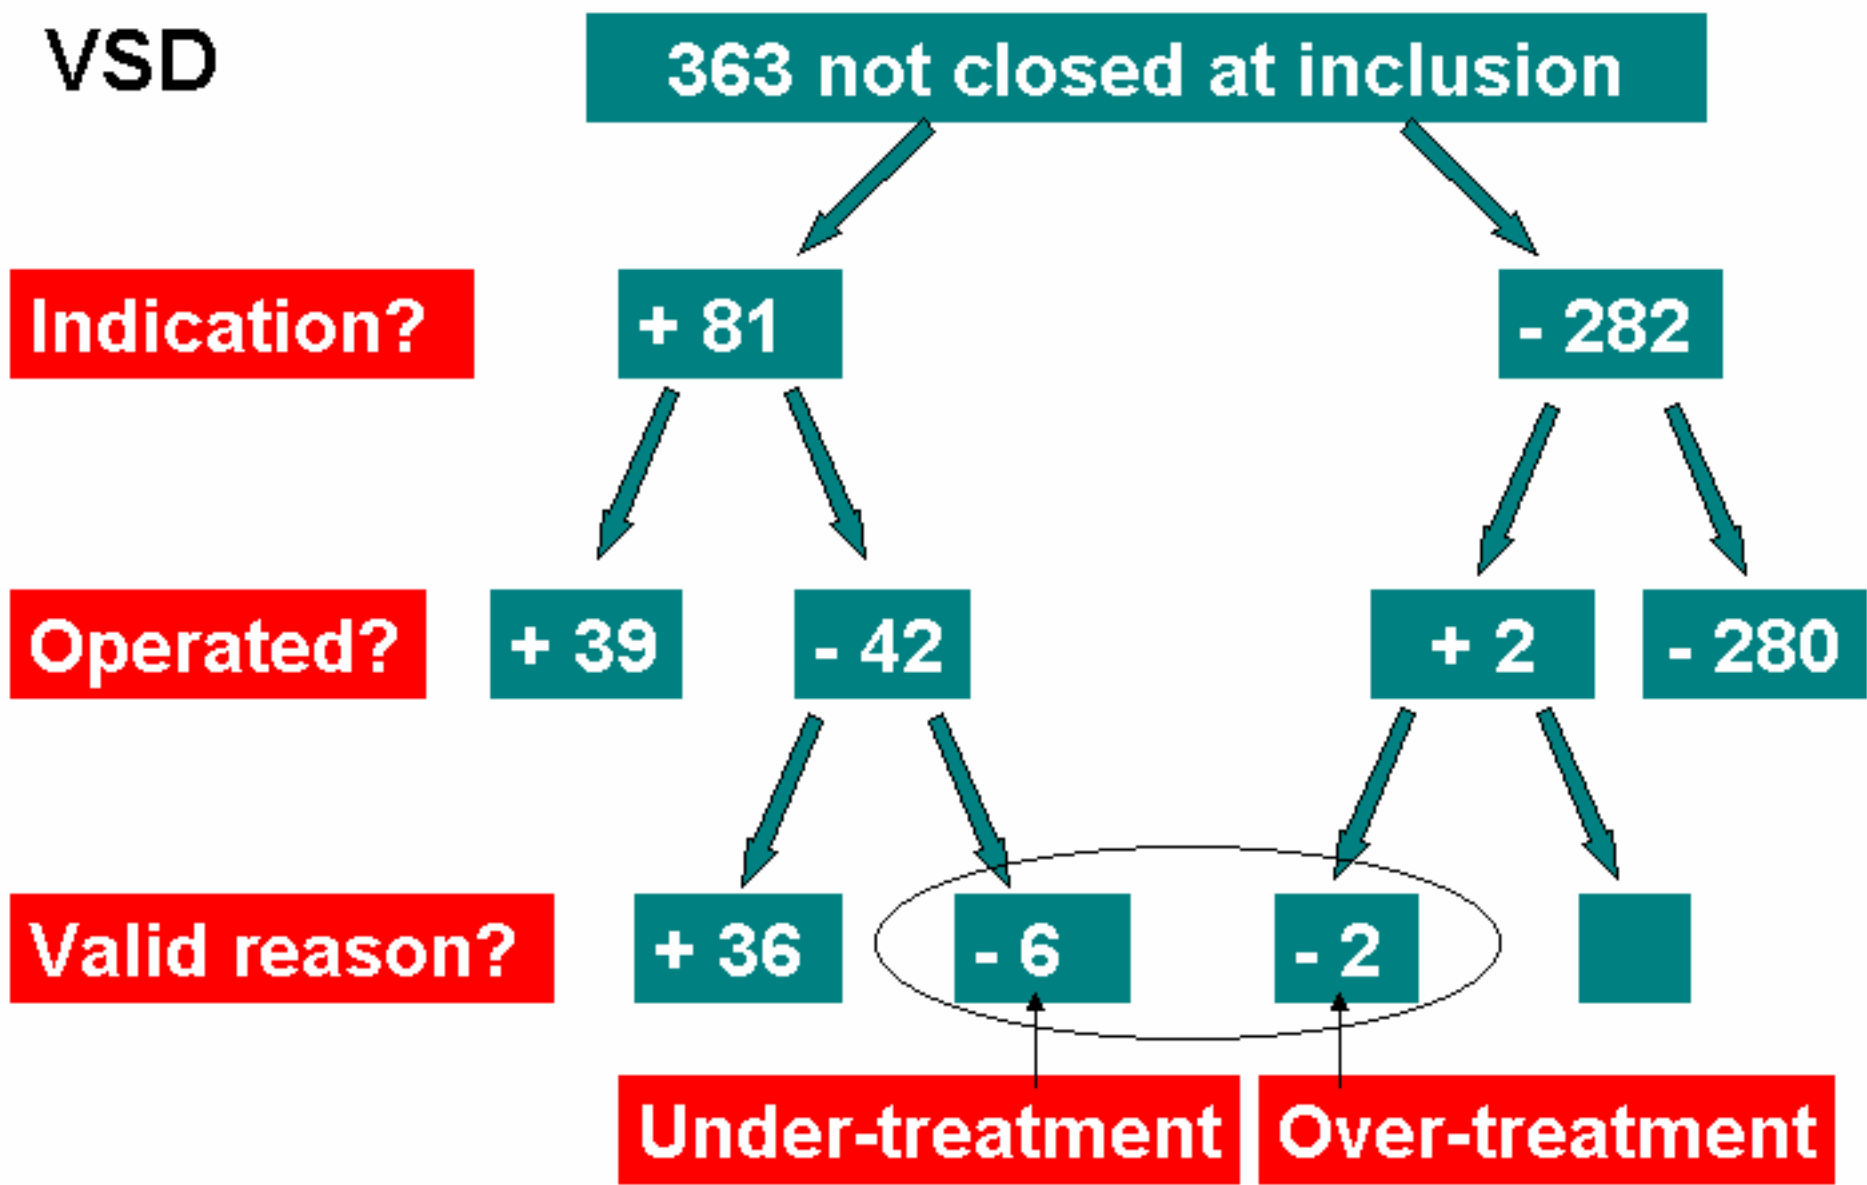 VSD
363 not closed at inclusion
Indication?
+ 81
- 282
Operated?
+ 39
- 42
+ 2
- 280
Valid reason?
+ 36
- 6
- 2
Under-treatment
Over-treatment